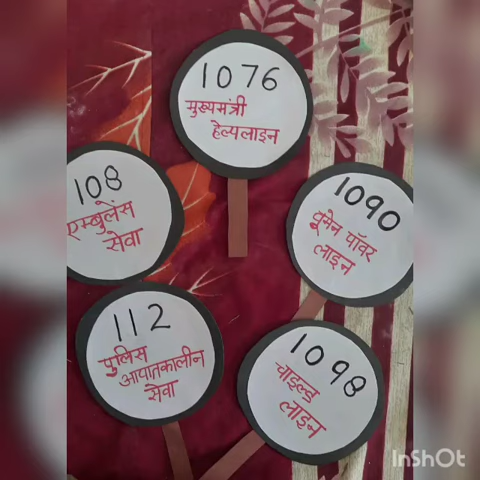 1076
मुख्यमंत्री
हेल्पलाइन
108
एम्बुलेंस
सेवा
1090
वूमेन पॉवर
लाइन
112
पुलिस
आपातकालीन
सेवा
1098
चाइल्ड
लाइन
InShOt